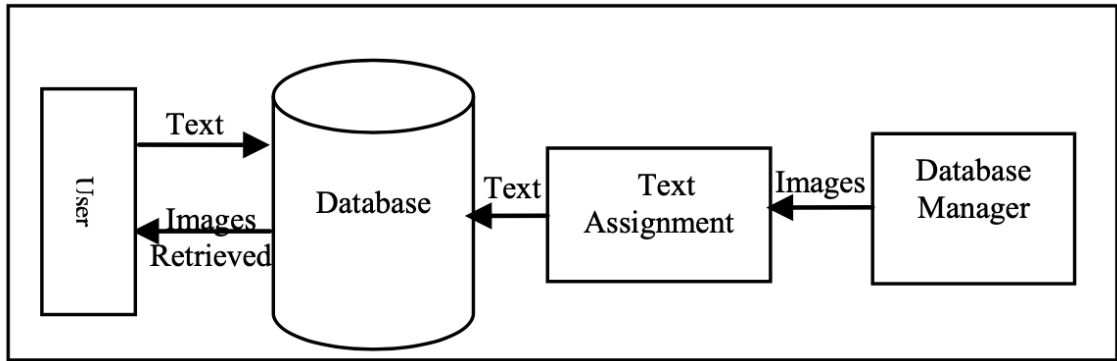 User
Text
Images
Retrieved
Database
Text
Text
Assignment
Images
Database
Manager